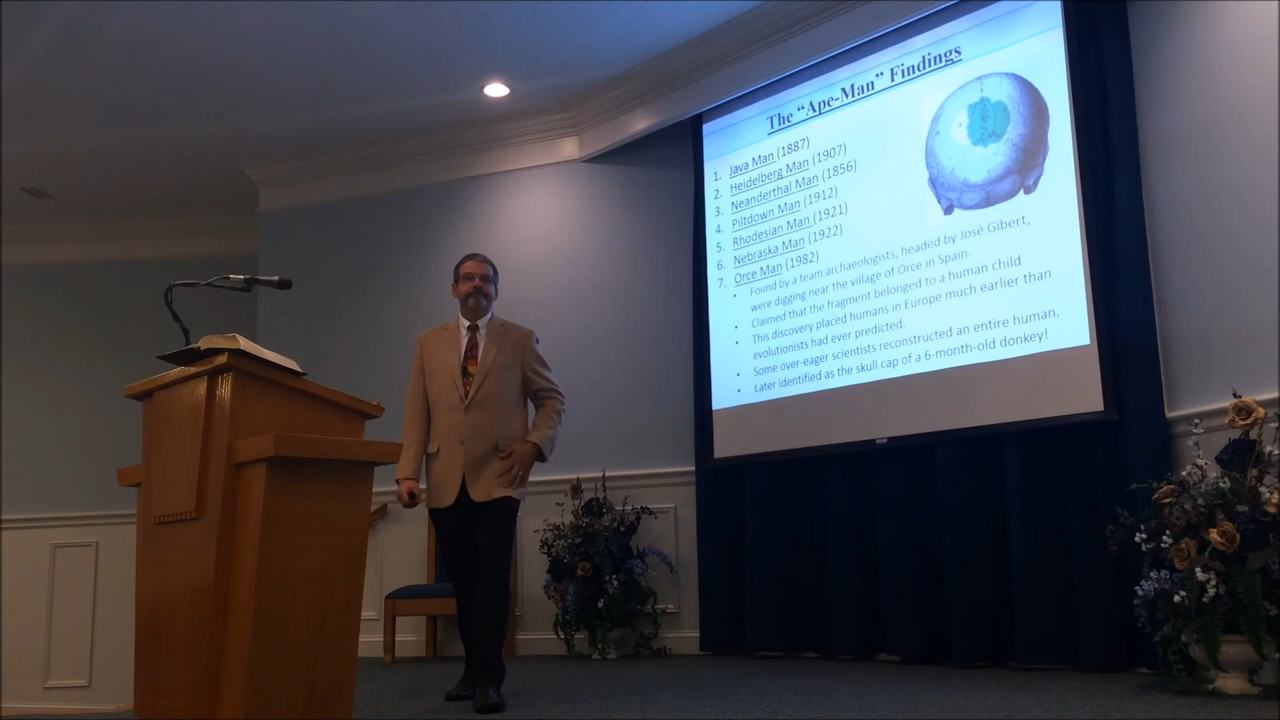 The "Ape-Man" Findings
1. Java Man (1887)
2. Heidelberg Man (1907)
3. Neanderthal Man (1856)
4. Piltdown Man (1912)
5. Rhodesian Man (1921)
6. Nebraska Man (1922)
7. Orce Man (1982)
• Found by a team archaeologists, headed by José Gibert,
were digging near the village of Orce in Spain.
• Claimed that the fragment belonged to a human child
• This discovery placed humans in Europe much earlier than
evolutionists had ever predicted.
• Some over-eager scientists reconstructed an entire human.
• Later identified as the skull cap of a 6-month-old donkey!